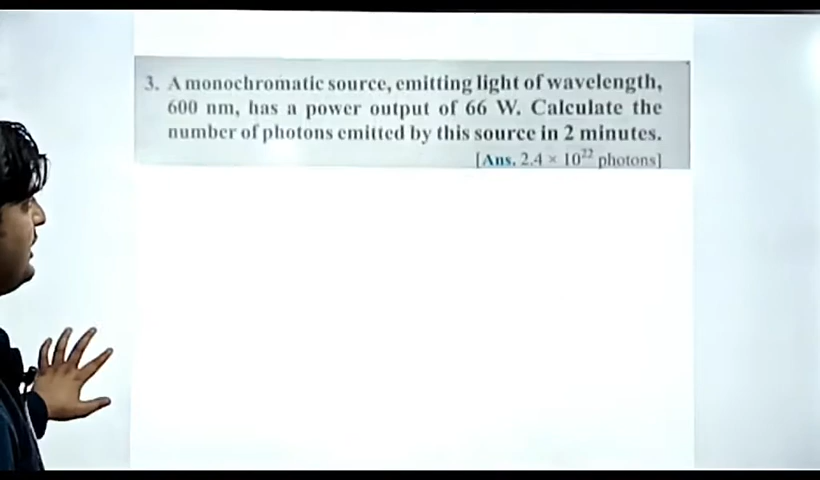 3. A monochromatic source, emitting light of wavelength,
600 nm, has a power output of 66 W. Calculate the
number of photons emitted by this source in 2 minutes.
[Ans. 2.4 × 10²² photons]